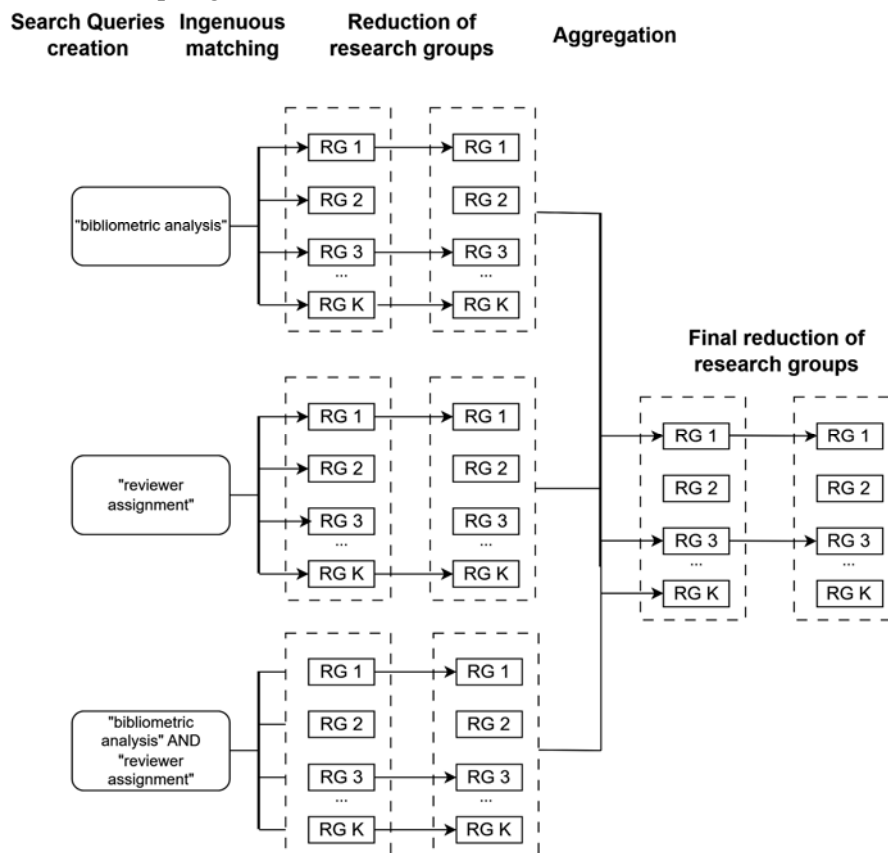 Search Queries
creation
Ingenuous
matching
Reduction of
research groups
Aggregation
"bibliometric analysis"
RG 1
RG 1
RG 2
RG 2
RG 3
RG 3
...
...
RG K
RG K
"reviewer
assignment"
RG 1
RG 1
RG 2
RG 2
RG 3
RG 3
...
...
RG K
RG K
"bibliometric
analysis" AND
"reviewer
assignment"
RG 1
RG 1
RG 2
RG 2
RG 3
RG 3
...
...
RG K
RG K
Final reduction of
research groups
RG 1
RG 1
RG 2
RG 2
RG 3
RG 3
...
...
RG K
RG K